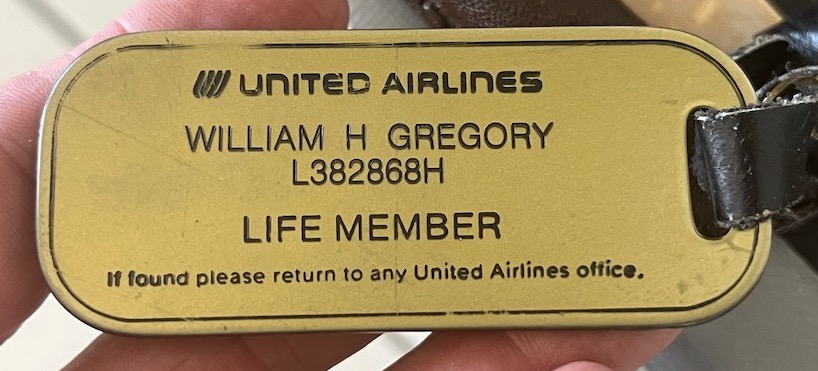 UNITED AIRLINES
WILLIAM H GREGORY
L382868H
LIFE MEMBER
If found please return to any United Airlines office.